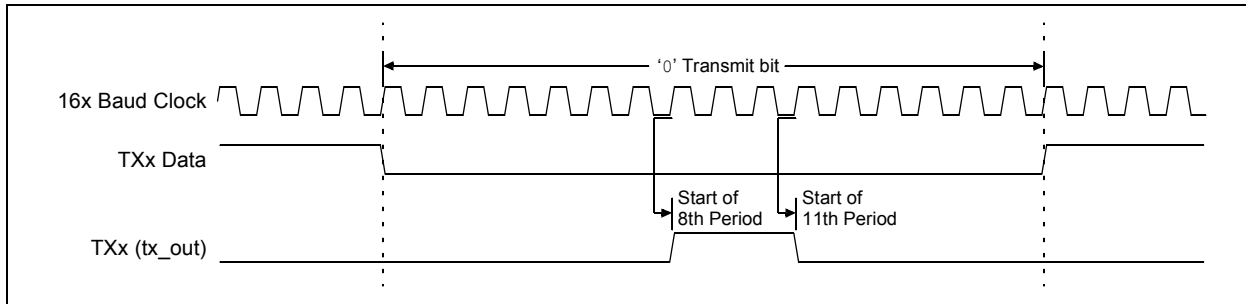 ‘0’ Transmit bit
16x Baud Clock
TXx Data
Start of
8th Period
Start of
11th Period
TXx (tx_out)